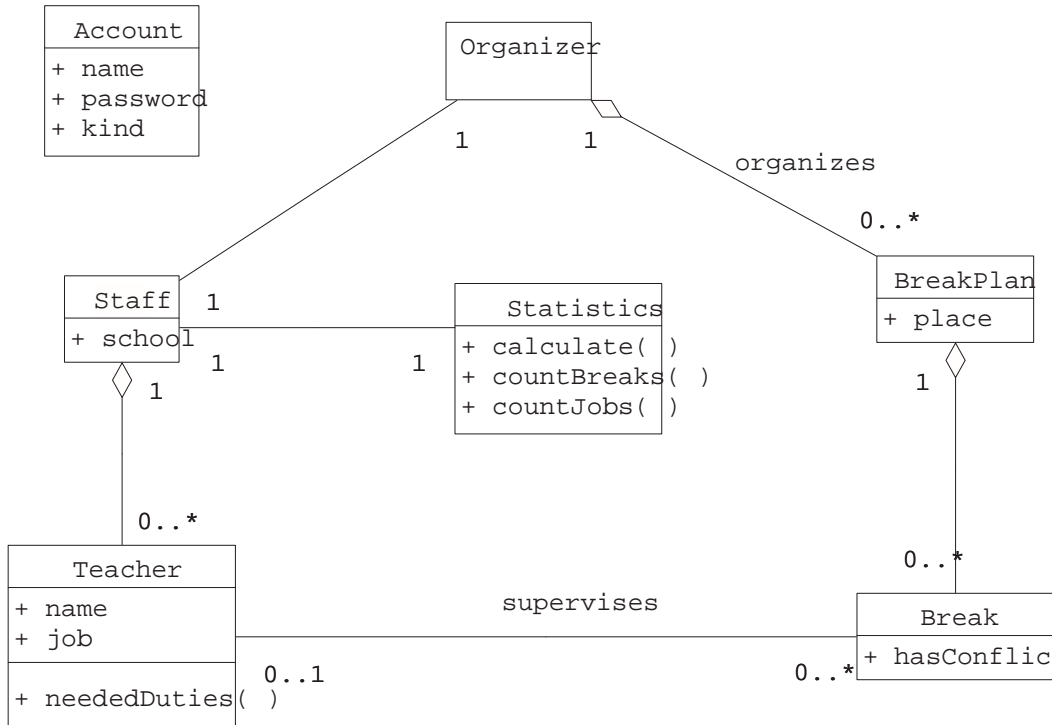 Account
+ name
+ password
+ kind
Organizer
1
1
organizes
0..*
Staff
+ school
1
1
1
1
Statistics
+ calculate( )
+ countBreaks( )
+ countJobs( )
BreakPlan
+ place
1
0..*
0..*
Teacher
+ name
+ job
+ neededDuties( )
supervises
0..1
0..*
Break
+ hasConflic